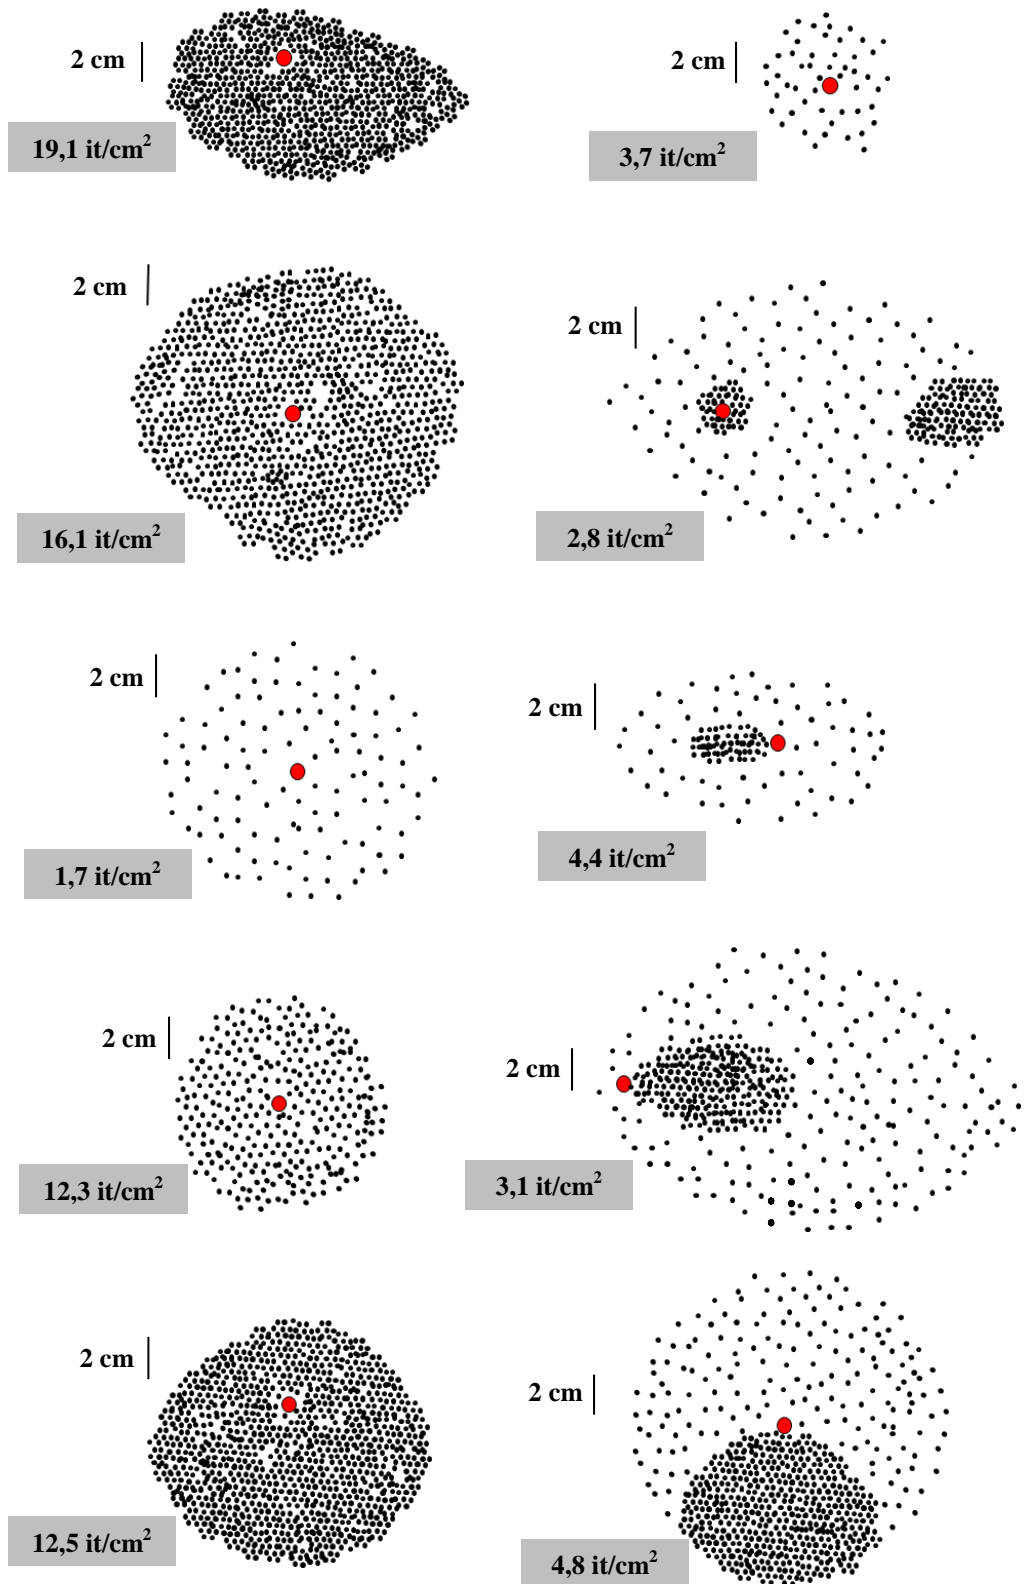 2 cm
19,1 it/cm²
2 cm
3,7 it/cm²
2 cm
16,1 it/cm²
2 cm
2,8 it/cm²
2 cm
1,7 it/cm²
2 cm
4,4 it/cm²
2 cm
12,3 it/cm²
2 cm
3,1 it/cm²
2 cm
12,5 it/cm²
2 cm
4,8 it/cm²